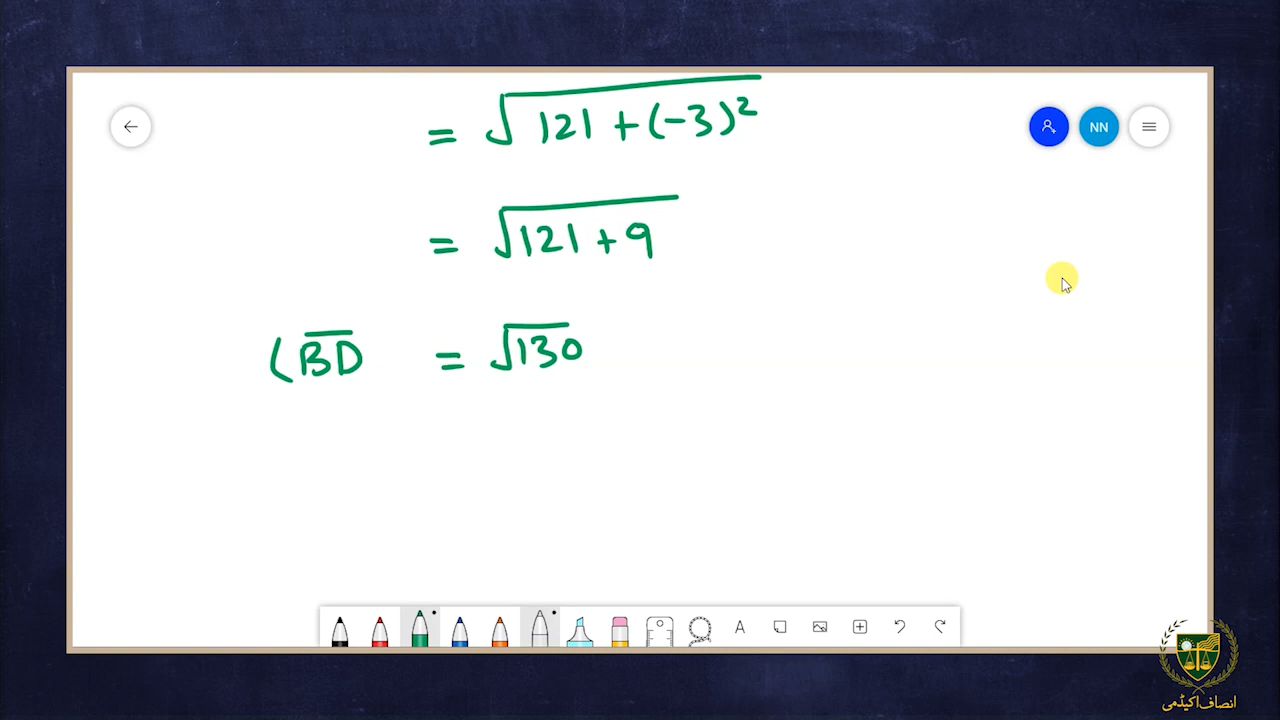 = √121 + (-3)²
NN
= √121 + 9
(BD̅ = √130
A
انصاف اکیڈمی